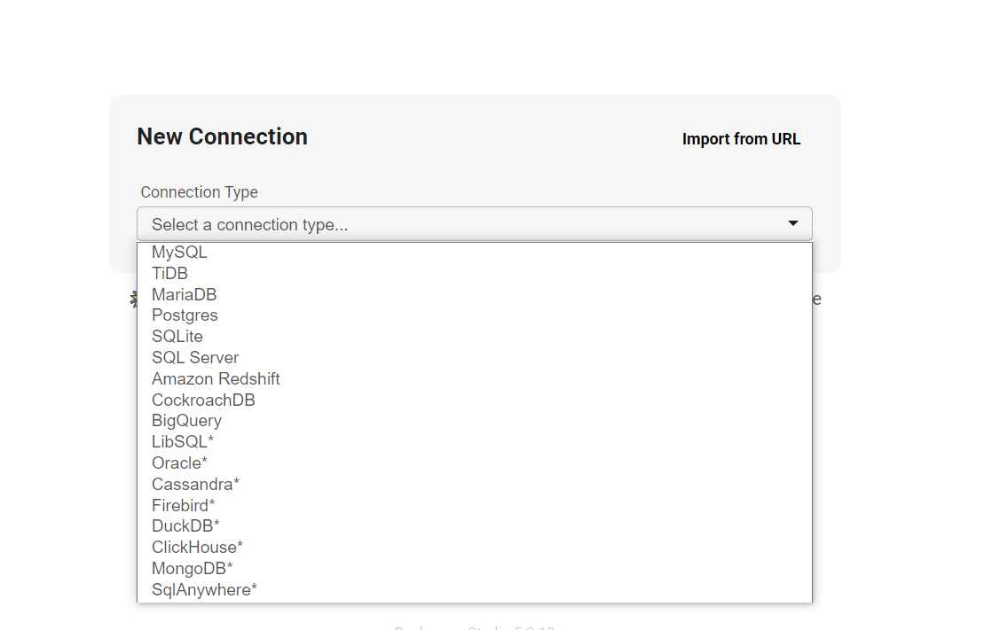 New Connection
Import from URL
Connection Type
Select a connection type...
MySQL
TiDB
MariaDB
Postgres
SQLite
SQL Server
Amazon Redshift
CockroachDB
BigQuery
LibSQL*
Oracle*
Cassandra*
Firebird*
DuckDB*
ClickHouse*
MongoDB*
SqlAnywhere*